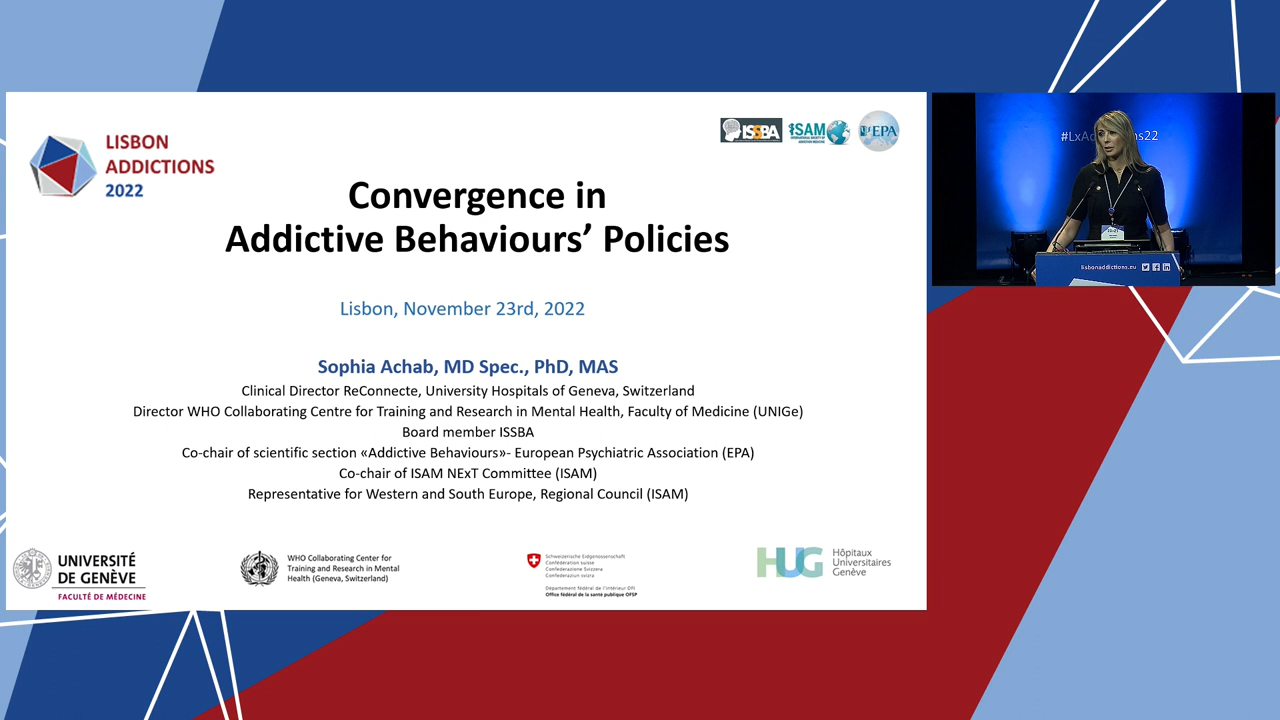 LISBON
ADDICTIONS
2022
ISSBA
ISAM
INTERNATIONAL SOCIETY OF
ADDICTION MEDICINE
EPA
Convergence in
Addictive Behaviours’ Policies
Lisbon, November 23rd, 2022
Sophia Achab, MD Spec., PhD, MAS
Clinical Director ReConnecte, University Hospitals of Geneva, Switzerland
Director WHO Collaborating Centre for Training and Research in Mental Health, Faculty of Medicine (UNIGe)
Board member ISSBA
Co-chair of scientific section «Addictive Behaviours»- European Psychiatric Association (EPA)
Co-chair of ISAM NExT Committee (ISAM)
Representative for Western and South Europe, Regional Council (ISAM)
UNIVERSITÉ
DE GENÈVE
FACULTÉ DE MÉDECINE
WHO Collaborating Center for
Training and Research in Mental
Health (Geneva, Switzerland)
Schweizerische Eidgenossenschaft
Confédération suisse
Confederazione Svizzera
Confederaziun svizra
Département fédéral de l'intérieur DFI
Office fédéral de la santé publique OFSP
HUG
Hôpitaux
Universitaires
Genève
lisbonaddictions.eu